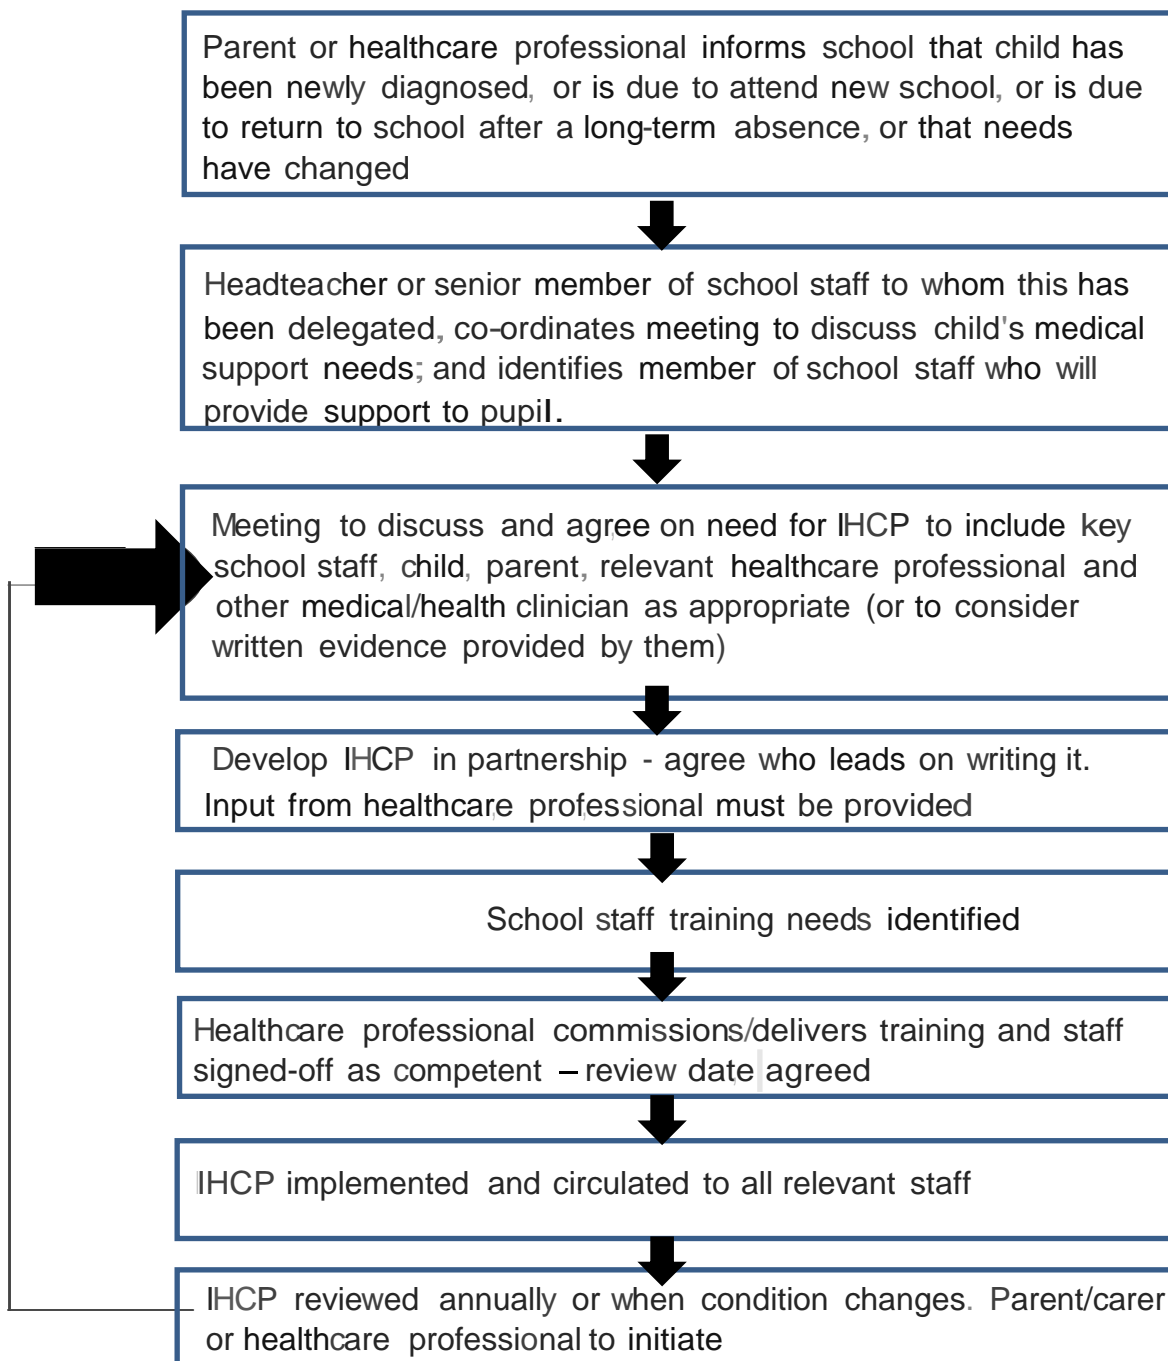 Parent or healthcare professional informs school that child has
been newly diagnosed, or is due to attend new school, or is due
to return to school after a long-term absence, or that needs
have changed
Headteacher or senior member of school staff to whom this has
been delegated, co-ordinates meeting to discuss child's medical
support needs; and identifies member of school staff who will
provide support to pupil.
Meeting to discuss and agree on need for IHCP to include key
school staff, child, parent, relevant healthcare professional and
other medical/health clinician as appropriate (or to consider
written evidence provided by them)
Develop IHCP in partnership - agree who leads on writing it.
Input from healthcare professional must be provided
School staff training needs identified
Healthcare professional commissions/delivers training and staff
signed-off as competent – review date agreed
IHCP implemented and circulated to all relevant staff
IHCP reviewed annually or when condition changes. Parent/carer
or healthcare professional to initiate